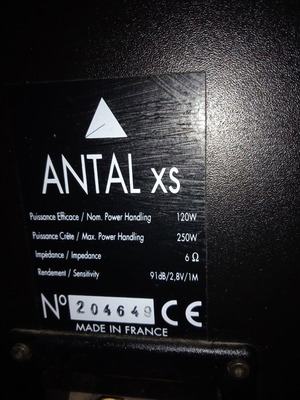 ANTAL XS
Puissance Efficace / Nom. Power Handling 120W
Puissance Crête / Max. Power Handling 250W
Impédance / Impedance 6 Ω
Rendement / Sensitivity 91dB/2,8V/1M
N° 204649 CE
MADE IN FRANCE